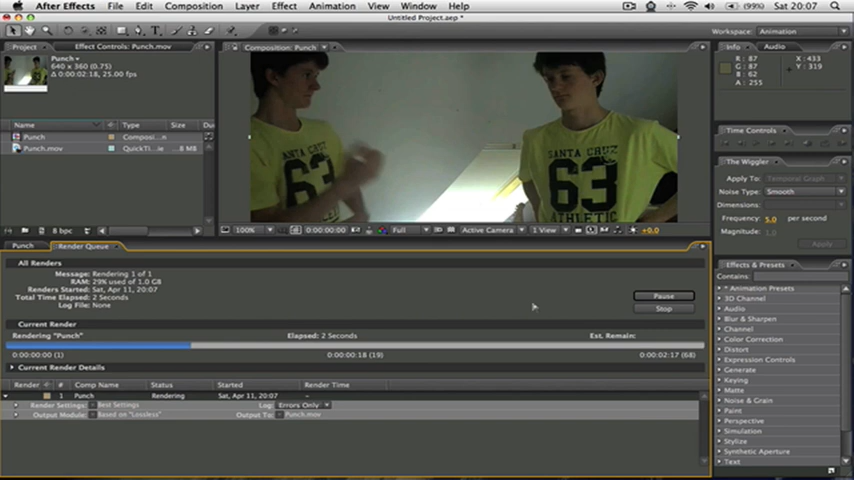 After Effects File Edit Composition Layer Effect Animation View Window Help (99%) Sat 20:07
Untitled Project.aep *
Workspace: Animation
Project Effect Controls: Punch.mov Composition: Punch Info Audio
Punch
640 x 360 (0.75)
Δ 0:00:02:18, 25.00 fps
R: 87 X: 433
G: 87 Y: 319
B: 62
A: 255
SANTA CRUZ
63
SANTA CRUZ
63
ATHLETIC
Name Type Size Du
Punch Composi...n
Punch.mov QuickTi...ie ...8 MB
Time Controls
The Wiggler
Apply To: Temporal Graph
Noise Type: Smooth
Dimensions:
Frequency: 5.0 per second
Magnitude: 1.0
Apply
8 bpc
100% 0:00:00:00 Full Active Camera 1 View +0.0
Punch Render Queue
All Renders
Message: Rendering 1 of 1
RAM: 29% used of 1.0 GB
Renders Started: Sat, Apr 11, 20:07
Total Time Elapsed: 2 Seconds
Log File: None
Pause
Stop
Current Render
Rendering "Punch" Elapsed: 2 Seconds Est. Remain:
0:00:00:00 (1) 0:00:00:18 (19) 0:00:02:17 (68)
Current Render Details
Render # Comp Name Status Started Render Time
1 Punch Rendering Sat, Apr 11, 20:07 –
Render Settings: Best Settings Log: Errors Only
Output Module: Based on "Lossless" Output To: Punch.mov
Effects & Presets
Contains:
* Animation Presets
3D Channel
Audio
Blur & Sharpen
Channel
Color Correction
Distort
Expression Controls
Generate
Keying
Matte
Noise & Grain
Paint
Perspective
Simulation
Stylize
Synthetic Aperture
Text